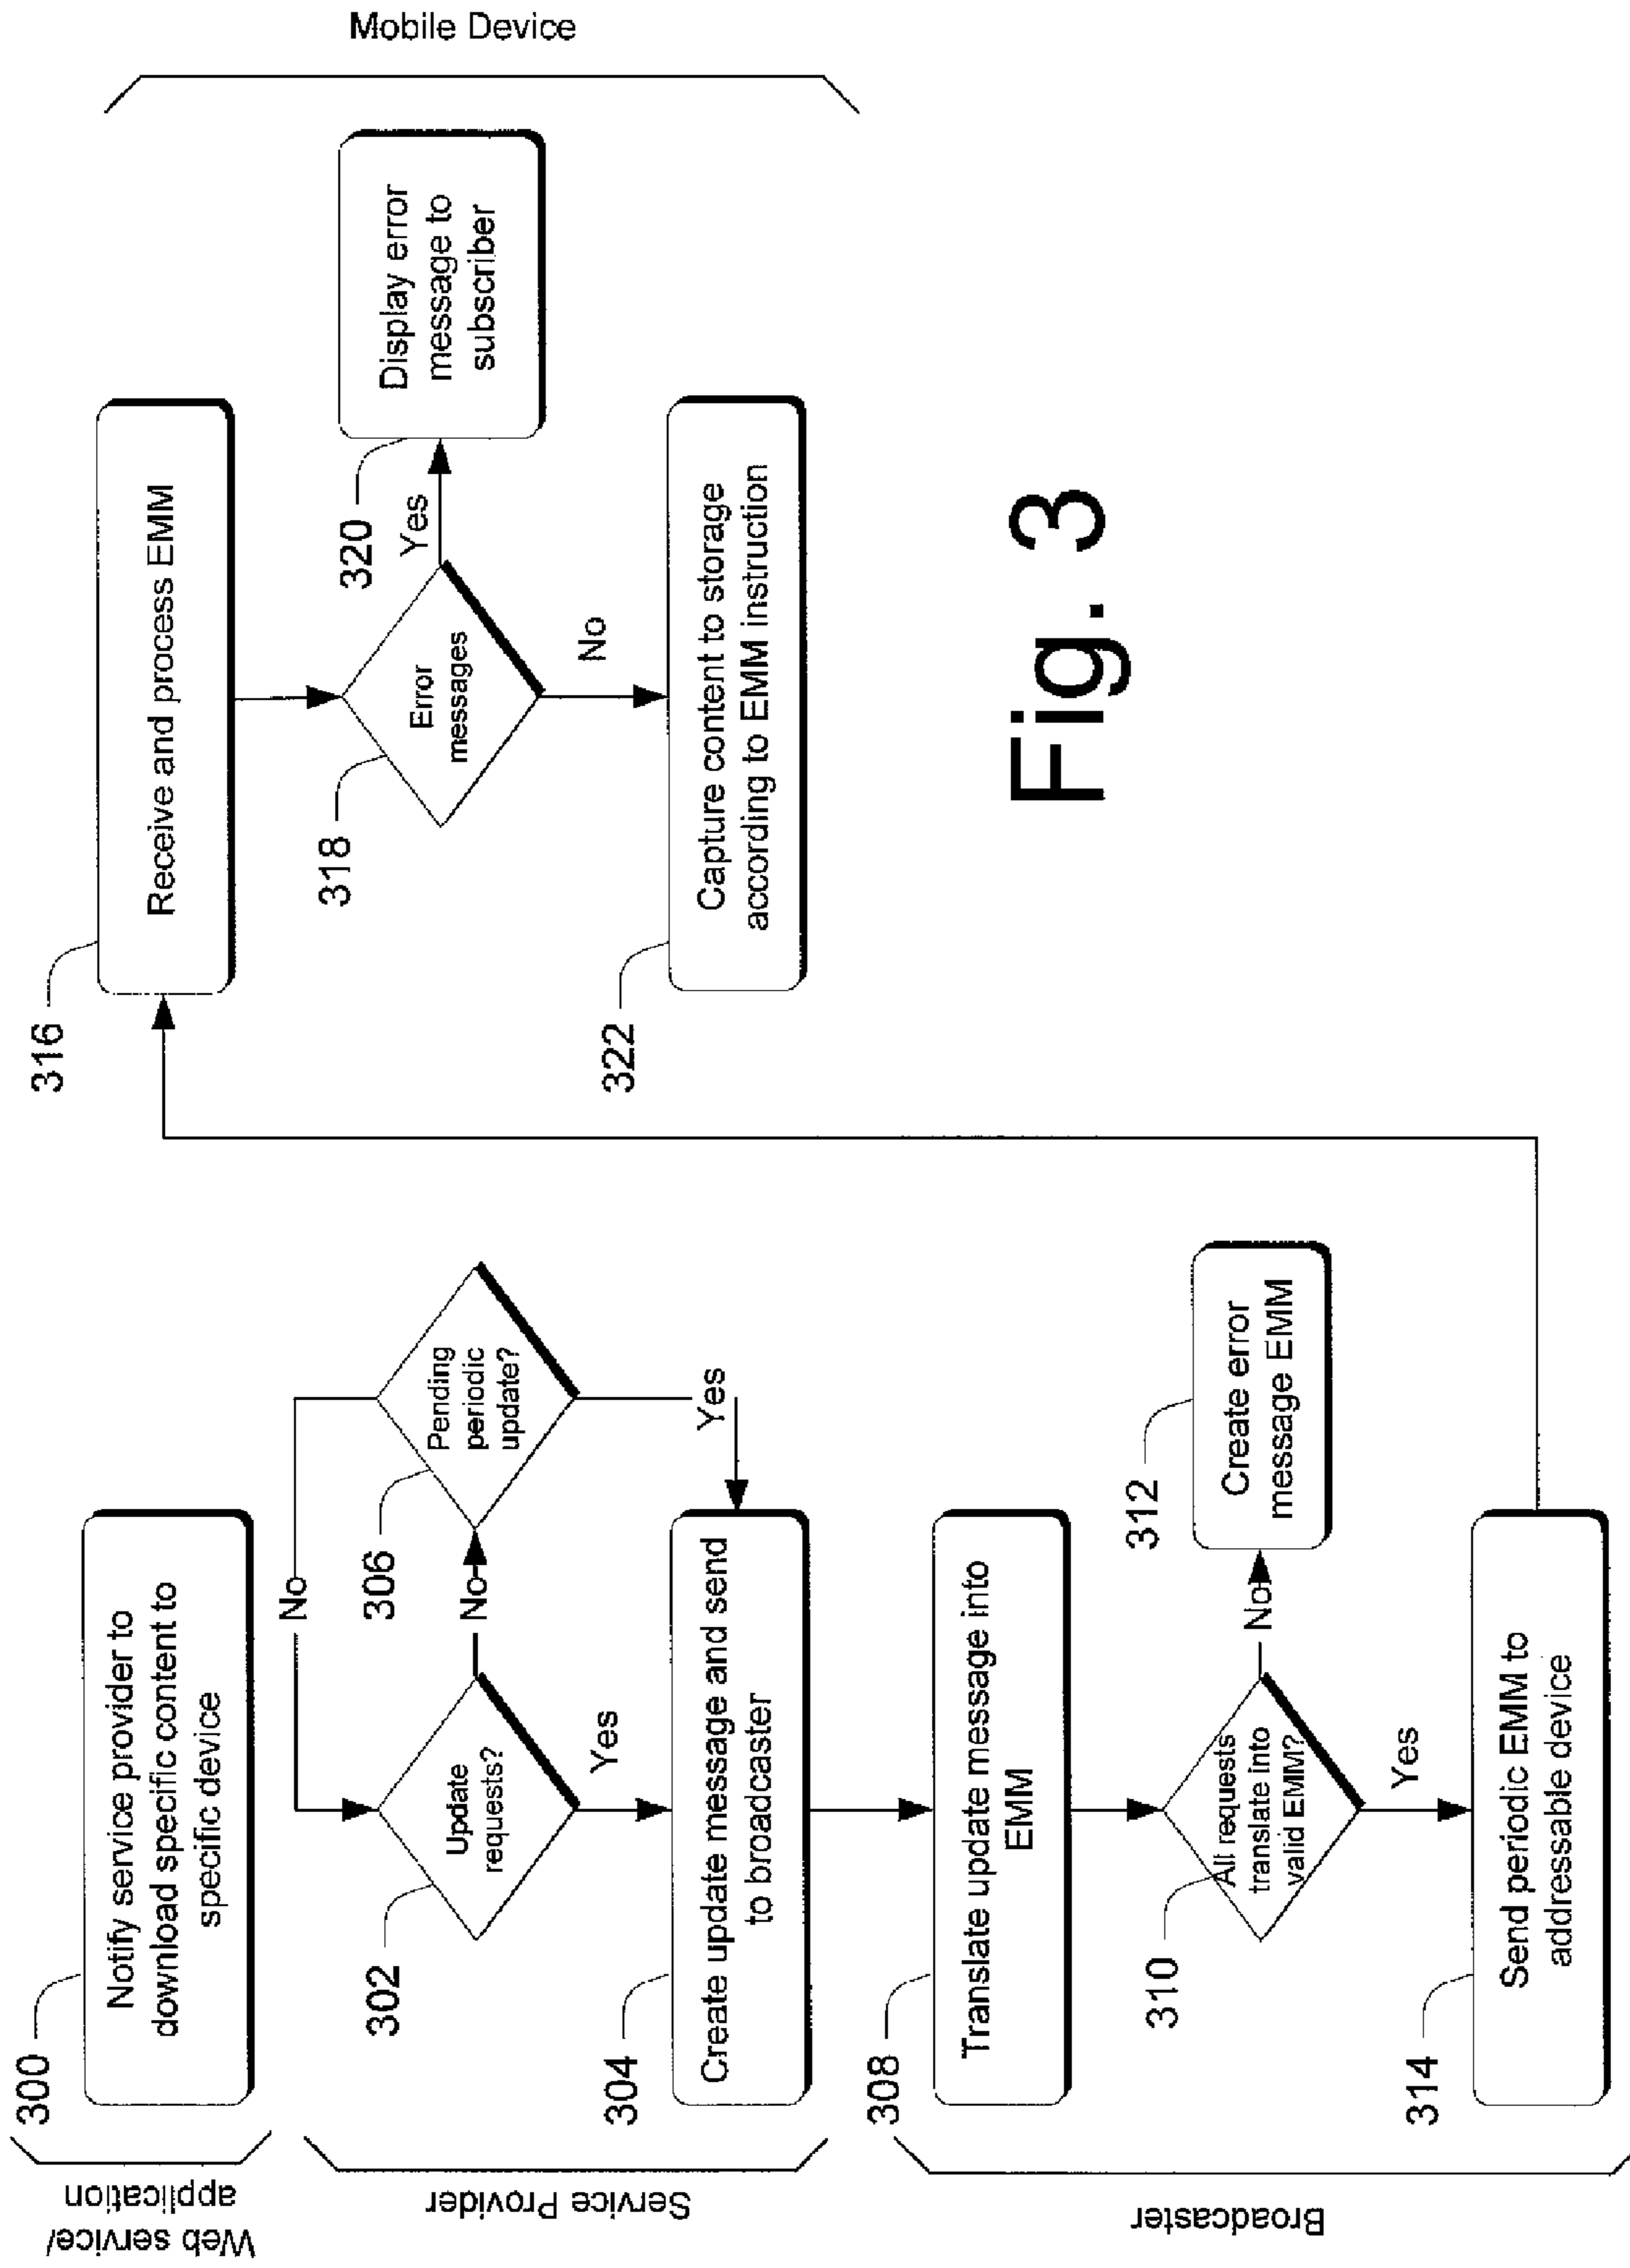 Web service/
application
300
Notify service provider to
download specific content to
specific device
Service Provider
302
Update
requests?
No
No
306
Pending
periodic
update?
Yes
Yes
304
Create update message and send
to broadcaster
Broadcaster
308
Translate update message into
EMM
310
All requests
translate into
valid EMM?
No
312
Create error
message EMM
Yes
314
Send periodic EMM to
addressable device
Mobile Device
316
Receive and process EMM
318
Error
messages
Yes
320
Display error
message to
subscriber
No
322
Capture content to storage
according to EMM instruction
Fig. 3